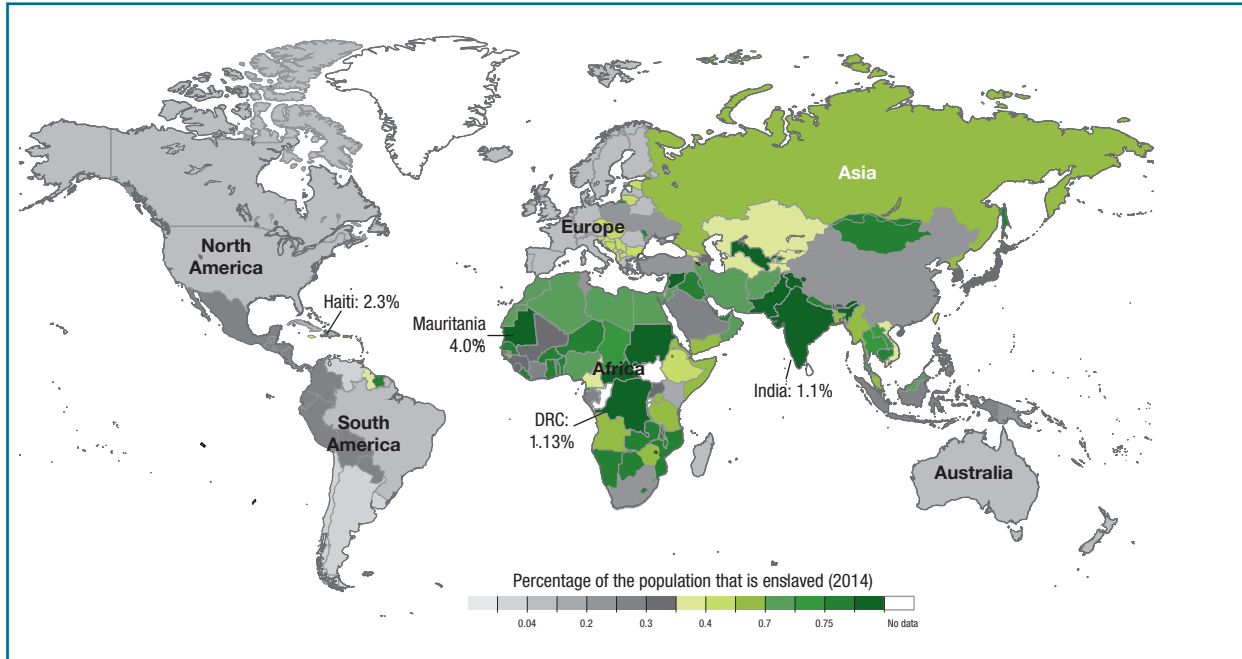 Asia
Europe
North
America
Haiti: 2.3%
Mauritania
4.0%
Africa
India: 1.1%
DRC:
1.13%
South
America
Australia
Percentage of the population that is enslaved (2014)
0.04 0.2 0.3 0.4 0.7 0.75 No data